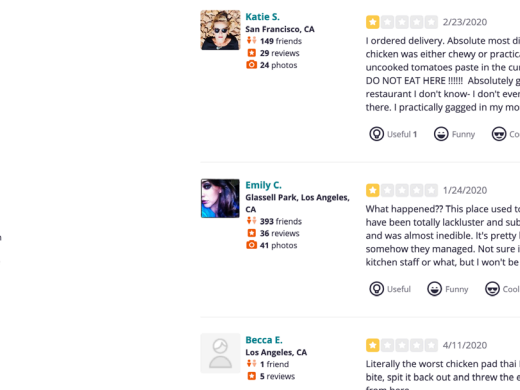 Katie S.
San Francisco, CA
149 friends
29 reviews
24 photos
2/23/2020
I ordered delivery. Absolute most di
chicken was either chewy or practica
uncooked tomatoes paste in the cu
DO NOT EAT HERE !!!!!! Absolutely g
restaurant I don't know- I don't eve
there. I practically gagged in my mo
Useful 1 Funny Co
Emily C.
Glassell Park, Los Angeles,
CA
393 friends
36 reviews
41 photos
1/24/2020
What happened?? This place used to
have been totally lackluster and sub
and was almost inedible. It's pretty
somehow they managed. Not sure i
kitchen staff or what, but I won't be
Useful Funny Cool
Becca E.
Los Angeles, CA
1 friend
5 reviews
4/11/2020
Literally the worst chicken pad thai
bite, spit it back out and threw the e